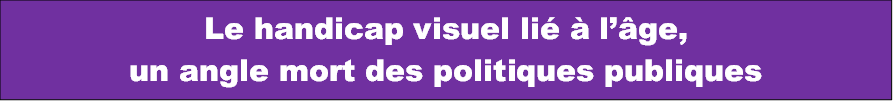 Le handicap visuel lié à l’âge,
un angle mort des politiques publiques